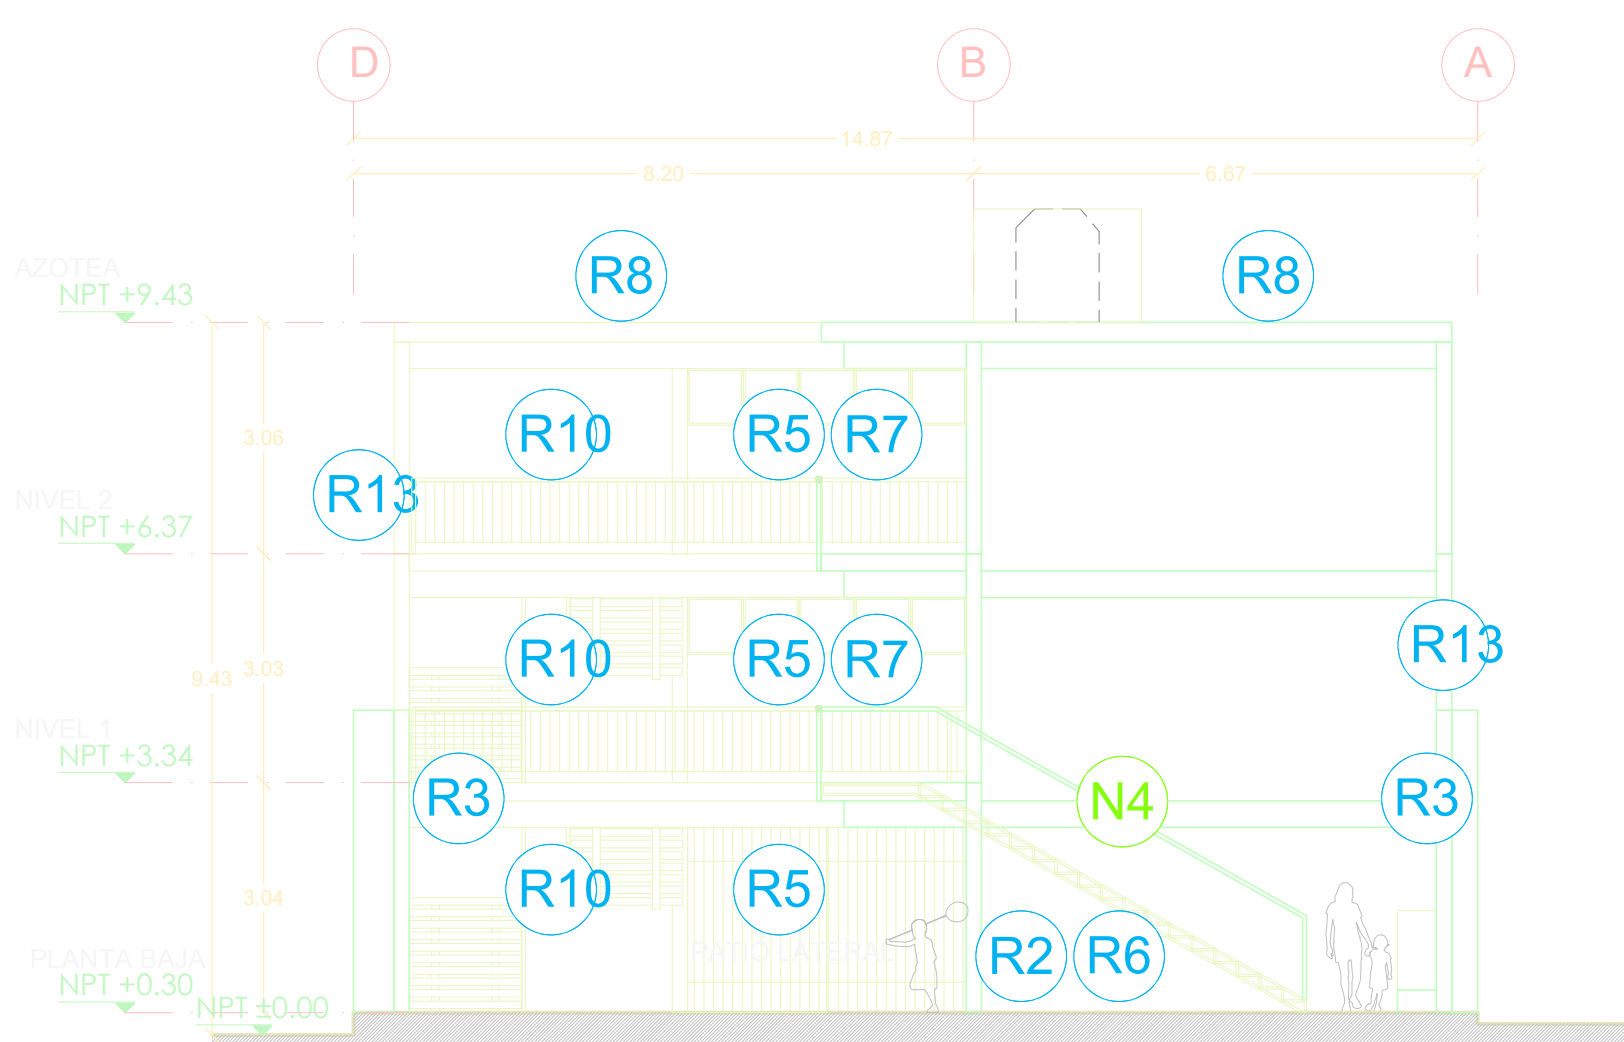 D
B
A
14.87
8.20
6.67
AZOTEA
NPT +9.43
R8
R8
3.06
R10
R5
R7
R13
NIVEL 2
NPT +6.37
R10
R5
R7
R13
9.43
3.03
NIVEL 1
NPT +3.34
R3
N4
R3
3.04
R10
R5
PATIO LATERAL
R2
R6
PLANTA BAJA
NPT +0.30
NPT ±0.00